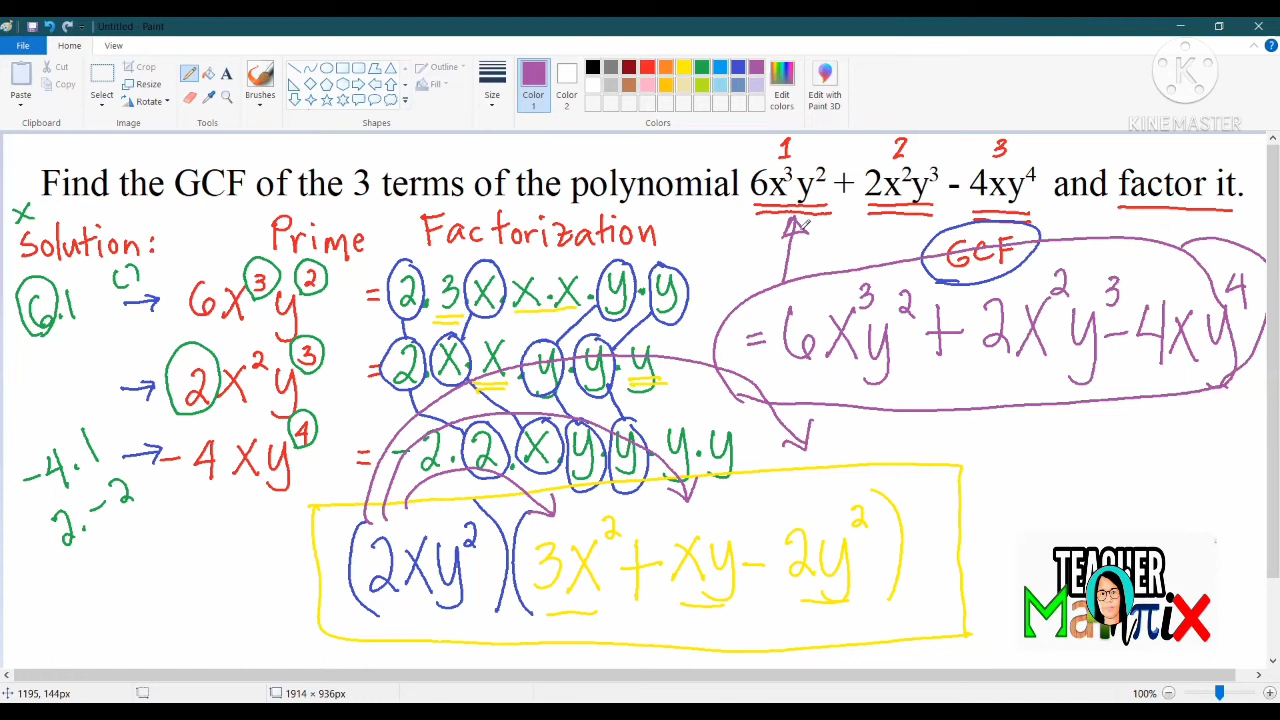 Untitled - Paint
File Home View
Cut
Copy
Paste
Clipboard
Crop
Resize
Rotate
Select
Image
Tools
Brushes
Outline
Fill
Shapes
Size
Color 1
Color 2
Edit colors
Edit with Paint 3D
Colors
K
KINEMASTER
1 2 3
Find the GCF of the 3 terms of the polynomial 6x³y² + 2x²y³ - 4xy⁴ and factor it.
x
Solution: Prime Factorization
GCF
6.1 → 6x³y² = 2.3.x.x.x.y.y
= 6x³y² + 2x²y³ - 4xy⁴
→ 2x²y³ = 2.x.x.y.y.y
-4.1 → -4xy⁴ = -2.2.x.y.y.y.y
2.-2
(2xy²)(3x² + xy - 2y²)
TEACHER
MaπiX
1195, 144px
1914 × 936px
100%